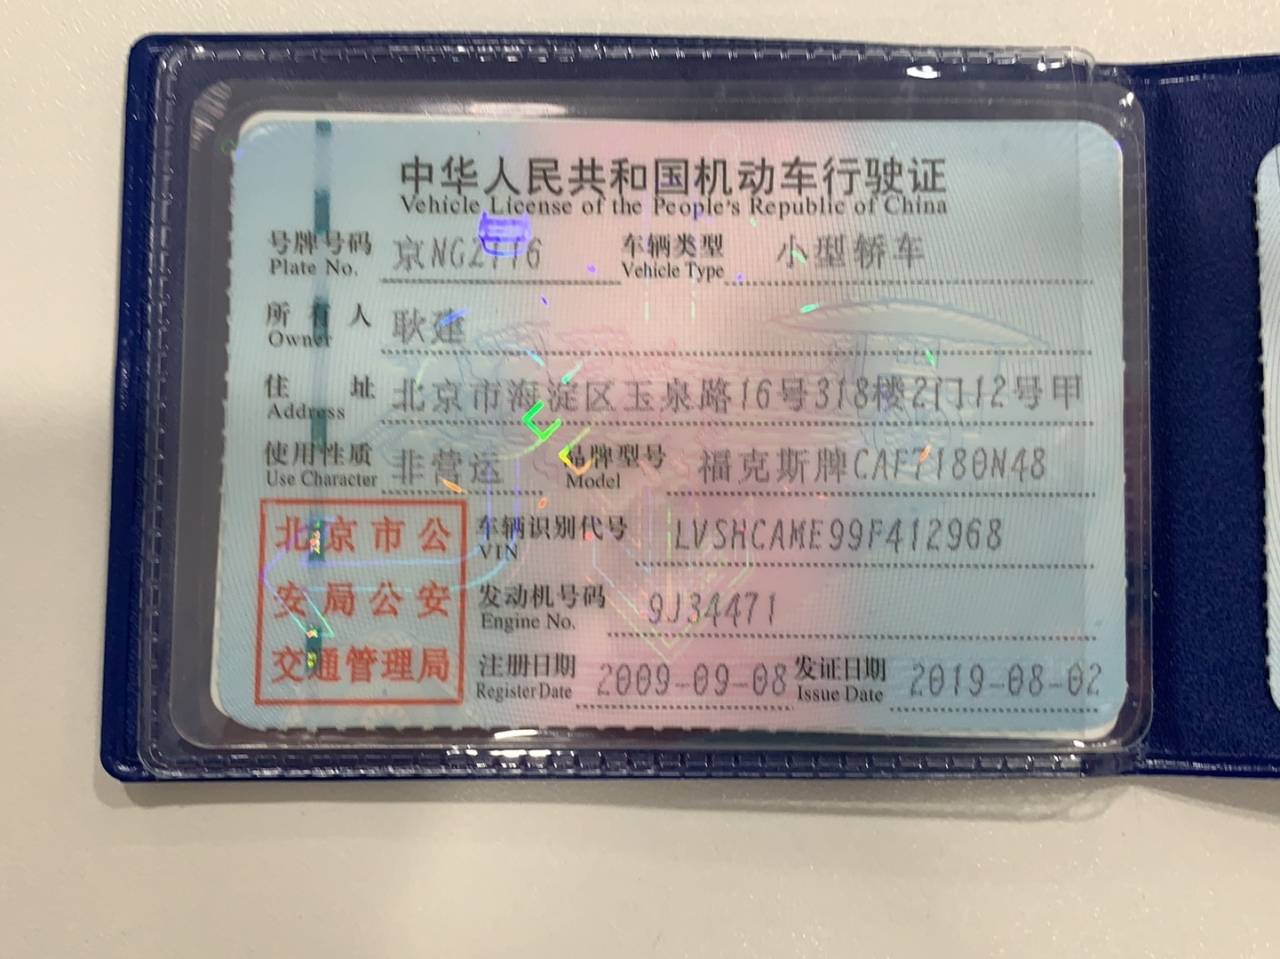 中华人民共和国机动车行驶证
Vehicle License of the People's Republic of China
号牌号码 Plate No. 车辆类型 Vehicle Type 小型轿车
所有人 Owner 耿建
住址 Address 北京市海淀区玉泉路16号318楼2门12号甲
使用性质 Use Character 非营运 品牌型号 Model 福克斯牌CAF7180N48
北京市公安局公安交通管理局
车辆识别代号 VIN LVSHCAME99F412968
发动机号码 Engine No. 9J34471
注册日期 Register Date 2009-09-08 发证日期 Issue Date 2019-08-02